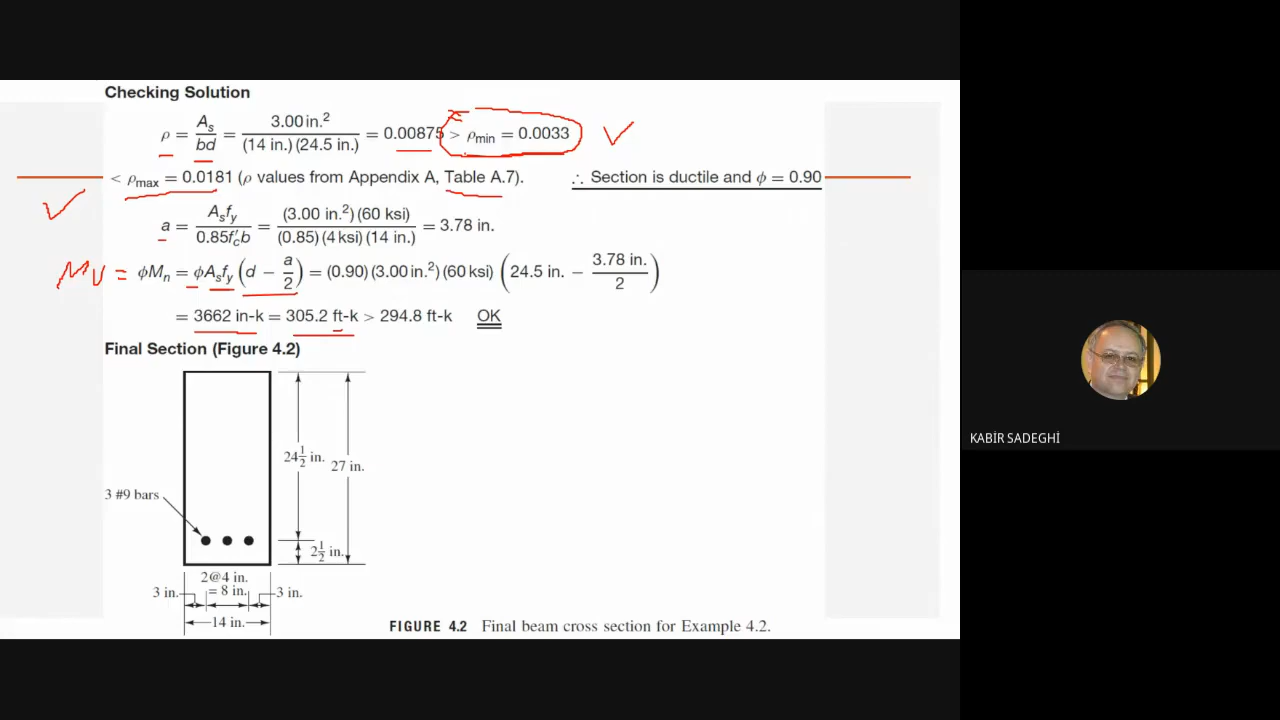 Checking Solution
ρ = As/bd = 3.00 in.²/(14 in.) (24.5 in.) = 0.00875 > ρmin = 0.0033
< ρmax = 0.0181 (ρ values from Appendix A, Table A.7). ∴ Section is ductile and ϕ = 0.90
a = Asfy/0.85f′cb = (3.00 in.²) (60 ksi)/(0.85) (4 ksi) (14 in.) = 3.78 in.
Mu = ϕMn = ϕAsfy (d − a/2) = (0.90) (3.00 in.²) (60 ksi) (24.5 in. − 3.78 in./2)
= 3662 in-k = 305.2 ft-k > 294.8 ft-k OK
Final Section (Figure 4.2)
24 1/2 in.
27 in.
3 #9 bars
2 1/2 in.
2@4 in.
3 in. = 8 in. 3 in.
14 in.
FIGURE 4.2 Final beam cross section for Example 4.2.
KABİR SADEGHİ